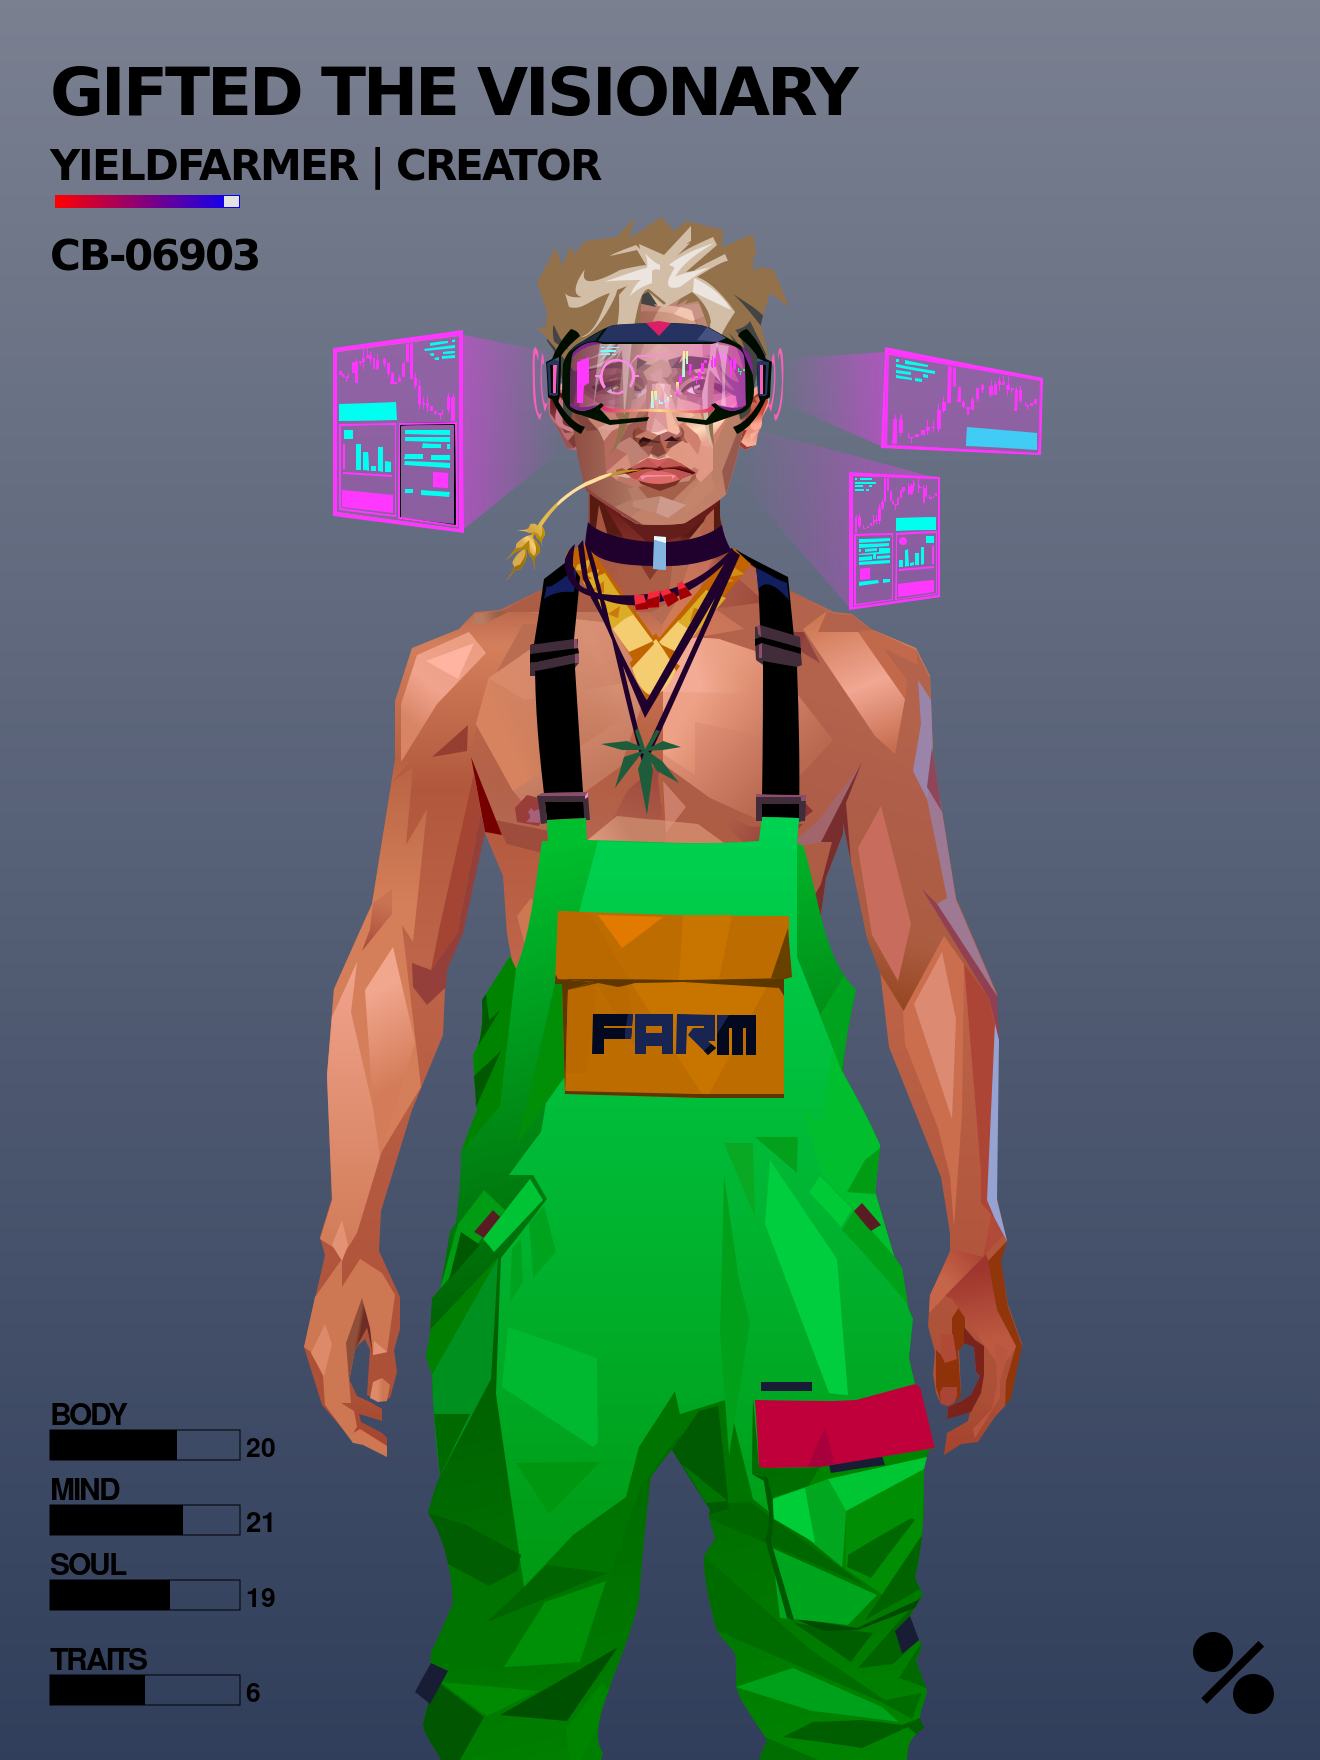 GIFTED THE VISIONARY
YIELDFARMER | CREATOR
CB-06903
FARM
BODY
20
MIND
21
SOUL
19
TRAITS
6